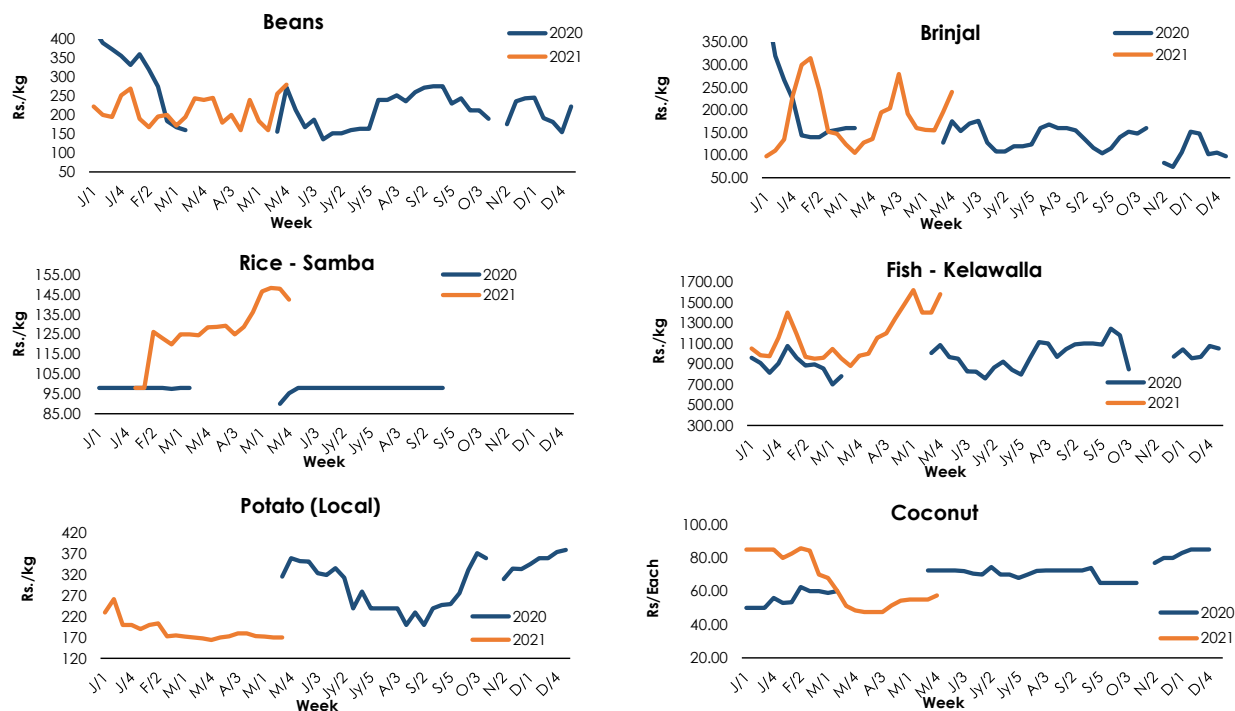 Beans
2020
2021
Rs./kg
400
350
300
250
200
150
100
50
J/1
J/4
F/2
M/1
M/4
A/3
M/1
M/4
J/3
Jy/2
Jy/5
A/3
S/2
S/5
O/3
N/2
D/1
D/4
Week
Brinjal
2020
2021
Rs./kg
350.00
300.00
250.00
200.00
150.00
100.00
50.00
J/1
J/4
F/2
M/1
M/4
A/3
M/1
M/4
J/3
Jy/2
Jy/5
A/3
S/2
S/5
O/3
N/2
D/1
D/4
Week
Rice - Samba
2020
2021
Rs./kg
155.00
145.00
135.00
125.00
115.00
105.00
95.00
85.00
J/1
J/4
F/2
M/1
M/4
A/3
M/1
M/4
J/3
Jy/2
Jy/5
A/3
S/2
S/5
O/3
N/2
D/1
D/4
Week
Fish - Kelawalla
Rs./kg
1700.00
1500.00
1300.00
1100.00
900.00
700.00
500.00
300.00
2020
2021
J/1
J/4
F/2
M/1
M/4
A/3
M/1
M/4
J/3
Jy/2
Jy/5
A/3
S/2
S/5
O/3
N/2
D/1
D/4
Week
Potato (Local)
Rs./kg
420
370
320
270
220
170
120
2020
2021
J/1
J/4
F/2
M/1
M/4
A/3
M/1
M/4
J/3
Jy/2
Jy/5
A/3
S/2
S/5
O/3
N/2
D/1
D/4
Week
Coconut
Rs/Each
100.00
80.00
60.00
40.00
20.00
2020
2021
J/1
J/4
F/2
M/1
M/4
A/3
M/1
M/4
J/3
Jy/2
Jy/5
A/3
S/2
S/5
O/3
N/2
D/1
D/4
Week